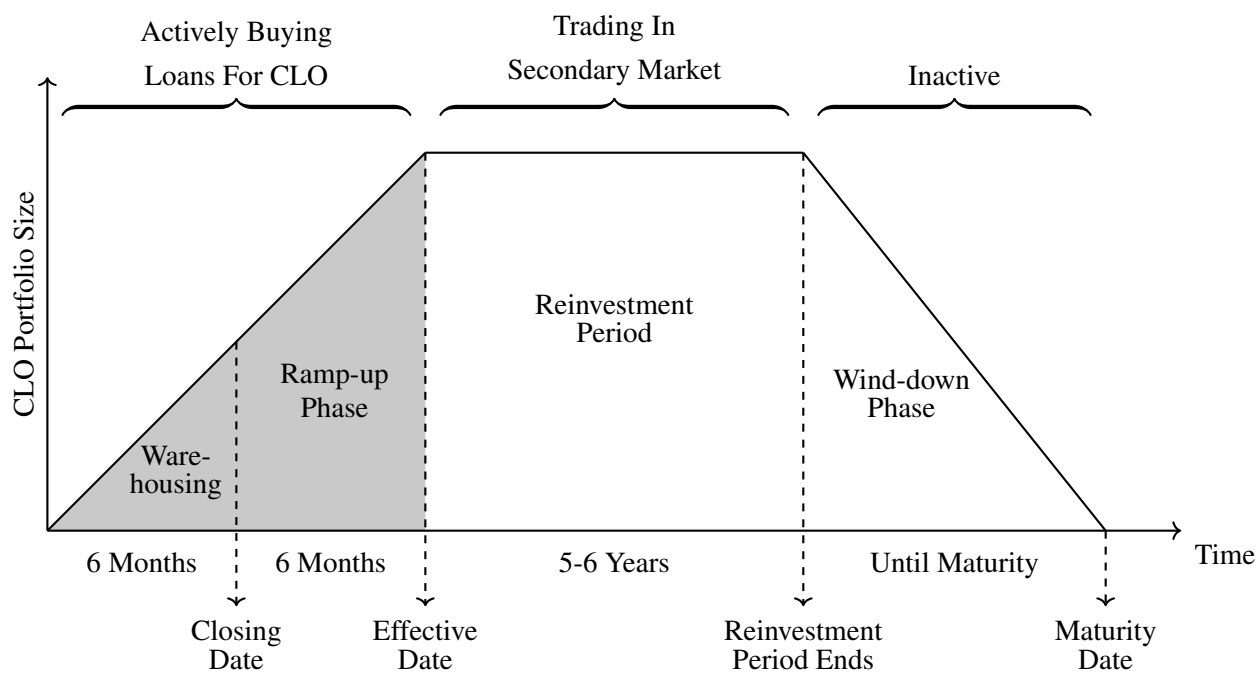 Actively Buying
Loans For CLO
Trading In
Secondary Market
Inactive
CLO Portfolio Size
Ware-
housing
Ramp-up
Phase
Reinvestment
Period
Wind-down
Phase
6 Months
6 Months
5-6 Years
Until Maturity
Time
Closing
Date
Effective
Date
Reinvestment
Period Ends
Maturity
Date